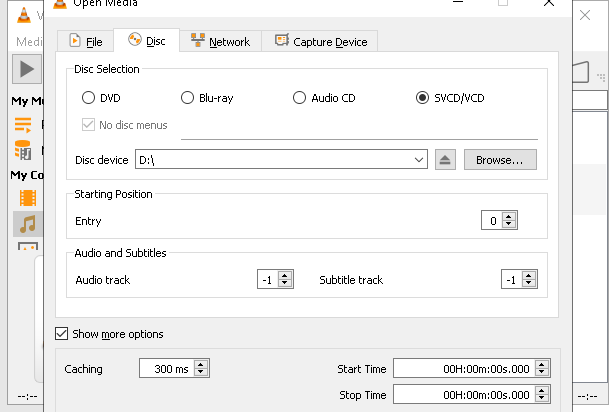 Open Media
Medi
File
Disc
Network
Capture Device
Disc Selection
DVD
Blu-ray
Audio CD
SVCD/VCD
No disc menus
Disc device
D:\
Browse...
Starting Position
Entry
0
Audio and Subtitles
Audio track
-1
Subtitle track
-1
Show more options
Caching
300 ms
Start Time
00H:00m:00s.000
Stop Time
00H:00m:00s.000
My Mu
My Co
--:--
--:--